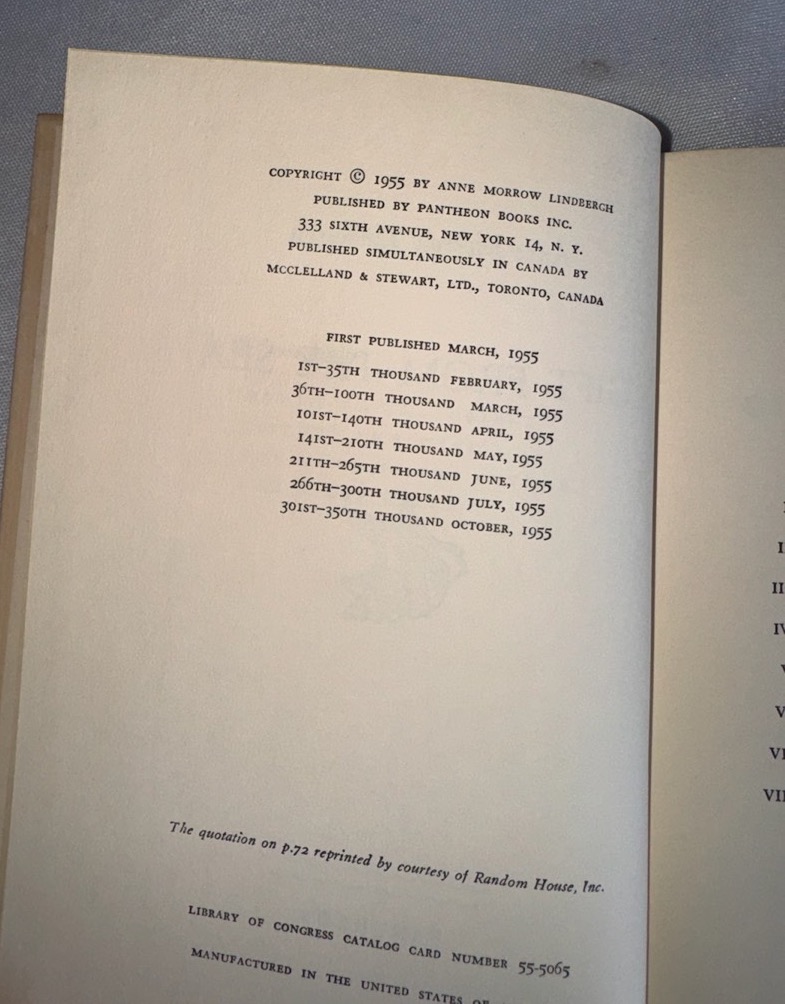 COPYRIGHT © 1955 BY ANNE MORROW LINDBERGH
PUBLISHED BY PANTHEON BOOKS INC.
333 SIXTH AVENUE, NEW YORK 14, N. Y.
PUBLISHED SIMULTANEOUSLY IN CANADA BY
MCCLELLAND & STEWART, LTD., TORONTO, CANADA
FIRST PUBLISHED MARCH, 1955
1ST–35TH THOUSAND FEBRUARY, 1955
36TH–100TH THOUSAND MARCH, 1955
101ST–140TH THOUSAND APRIL, 1955
141ST–210TH THOUSAND MAY, 1955
211TH–265TH THOUSAND JUNE, 1955
266TH–300TH THOUSAND JULY, 1955
301ST–350TH THOUSAND OCTOBER, 1955
The quotation on p.72 reprinted by courtesy of Random House, Inc.
LIBRARY OF CONGRESS CATALOG CARD NUMBER 55-5065
MANUFACTURED IN THE UNITED STATES OF